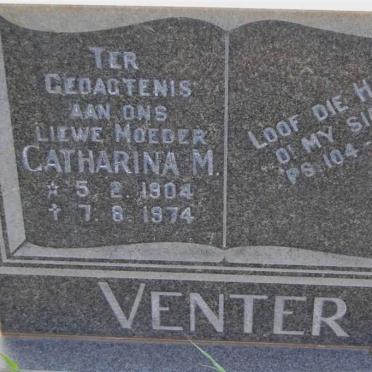 TER
GEDAGTENIS
AAN ONS
LIEWE MOEDER
CATHARINA M.
☆ 5. 2. 1904
✝ 7. 8. 1974
LOOF DIE H
O! MY SI
PS-104-
VENTER